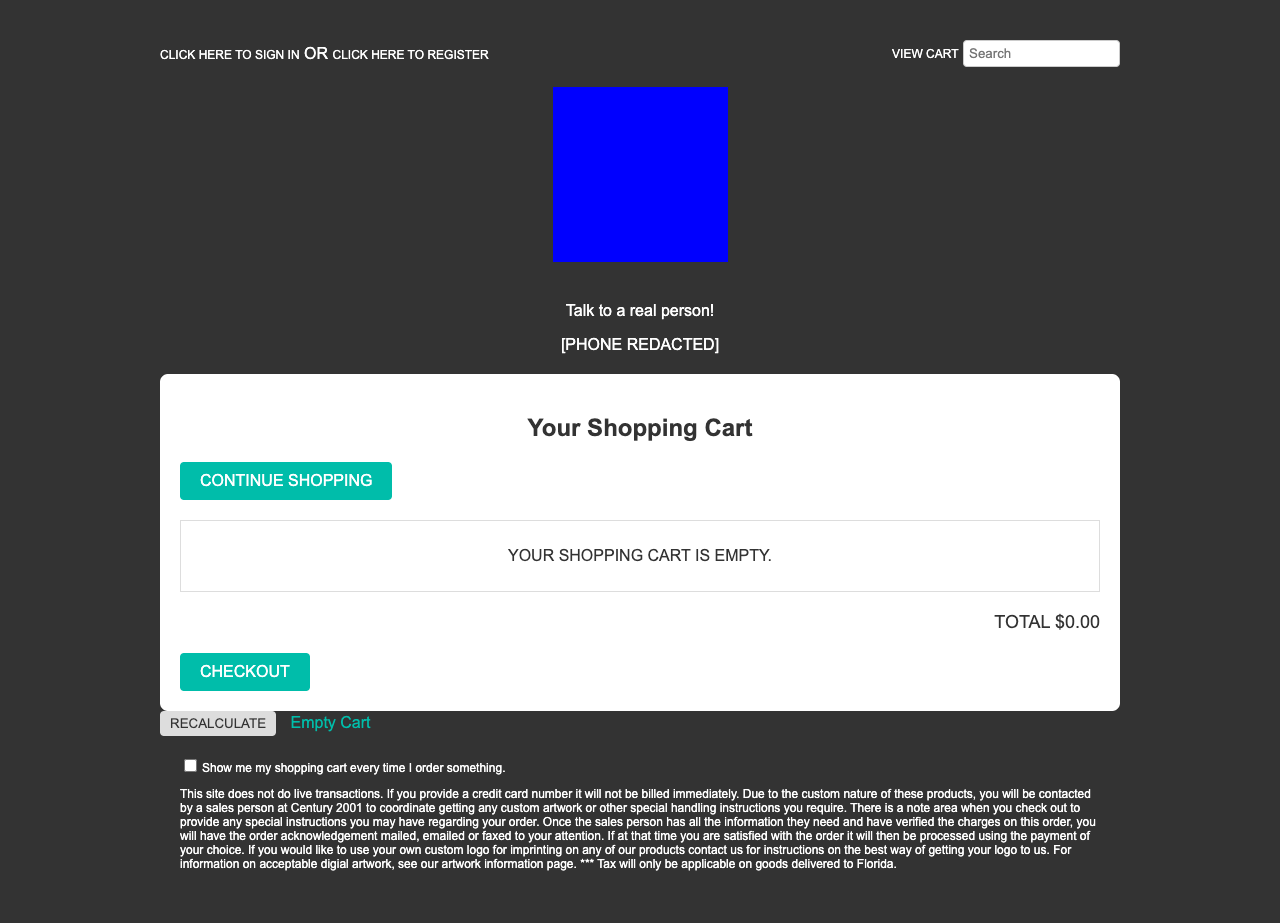 CLICK HERE TO SIGN IN OR CLICK HERE TO REGISTER
VIEW CART Search
Talk to a real person!
[PHONE REDACTED]
Your Shopping Cart
CONTINUE SHOPPING
YOUR SHOPPING CART IS EMPTY.
TOTAL $0.00
CHECKOUT
RECALCULATE Empty Cart
Show me my shopping cart every time I order something.
This site does not do live transactions. If you provide a credit card number it will not be billed immediately. Due to the custom nature of these products, you will be contacted
by a sales person at Century 2001 to coordinate getting any custom artwork or other special handling instructions you require. There is a note area when you check out to
provide any special instructions you may have regarding your order. Once the sales person has all the information they need and have verified the charges on this order, you
will have the order acknowledgement mailed, emailed or faxed to your attention. If at that time you are satisfied with the order it will then be processed using the payment of
your choice. If you would like to use your own custom logo for imprinting on any of our products contact us for instructions on the best way of getting your logo to us. For
information on acceptable digial artwork, see our artwork information page. *** Tax will only be applicable on goods delivered to Florida.